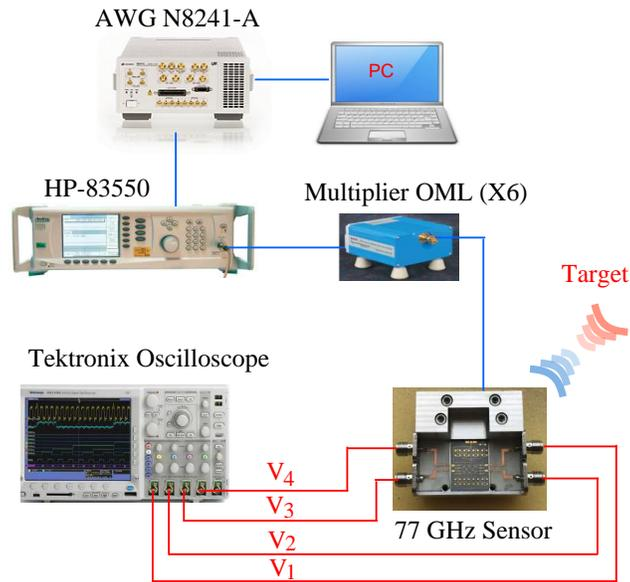 AWG N8241-A
PC
HP-83550
Multiplier OML (X6)
Target
Tektronix Oscilloscope
V4
V3
77 GHz Sensor
V2
V1